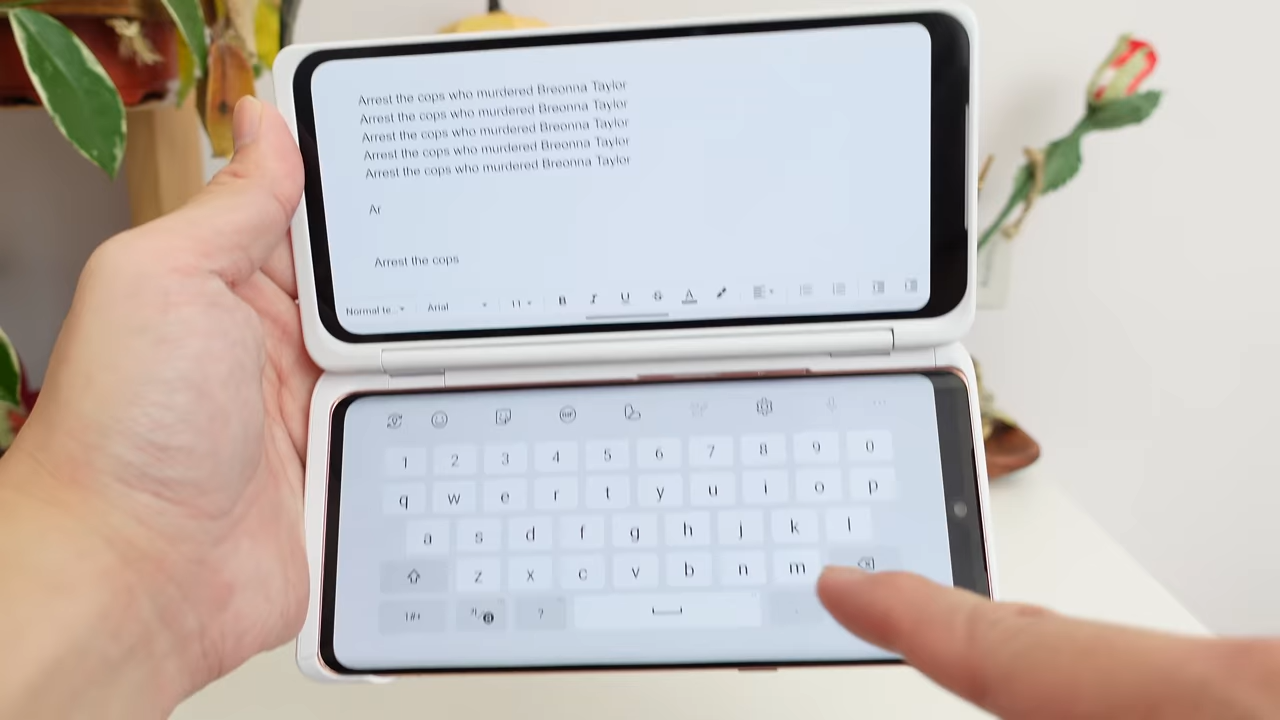 Arrest the cops who murdered Breonna Taylor
Arrest the cops who murdered Breonna Taylor
Arrest the cops who murdered Breonna Taylor
Arrest the cops who murdered Breonna Taylor
Arrest the cops who murdered Breonna Taylor
Ar
Arrest the cops
Normal te... Arial 11 B I U S A
GIF
1 2 3 4 5 6 7 8 9 0
q w e r t y u i o p
a s d f g h j k l
z x c v b n m
!#1 ?